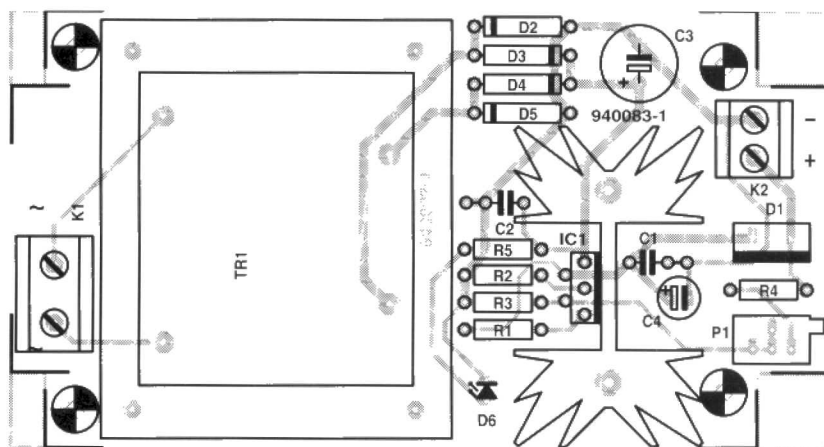 D2
C3
D3
D4
D5
940083-1
−
+
K2
D1
~
K1
TR1
C2
IC1
C1
R5
R2
R3
R1
R4
C4
P1
~
D6
+
+